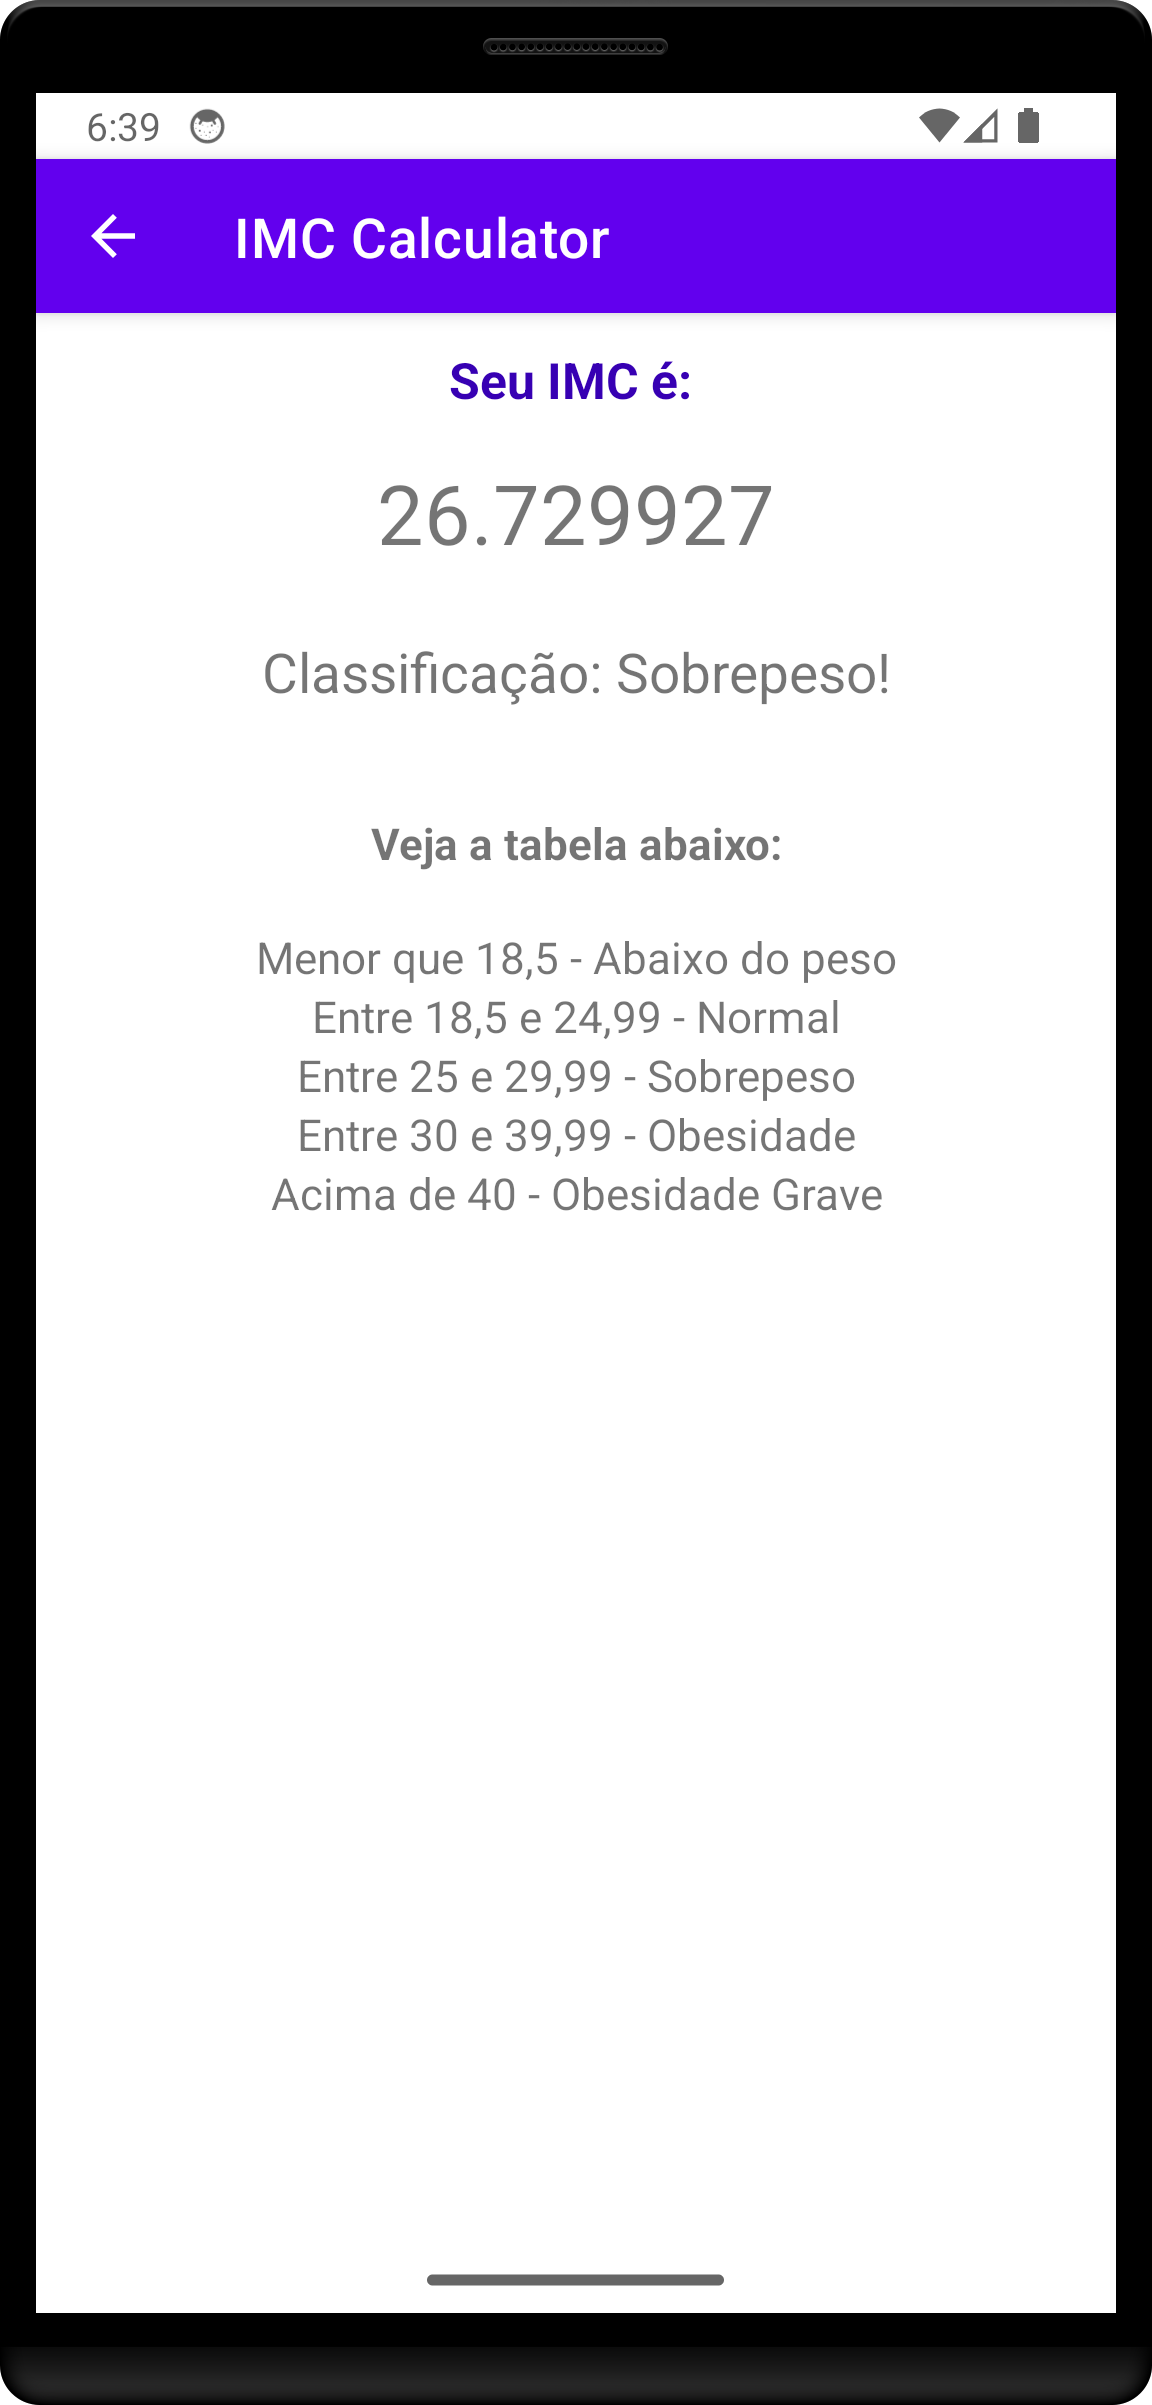 6:39
IMC Calculator
Seu IMC é:
26.729927
Classificação: Sobrepeso!
Veja a tabela abaixo:
Menor que 18,5 - Abaixo do peso
Entre 18,5 e 24,99 - Normal
Entre 25 e 29,99 - Sobrepeso
Entre 30 e 39,99 - Obesidade
Acima de 40 - Obesidade Grave